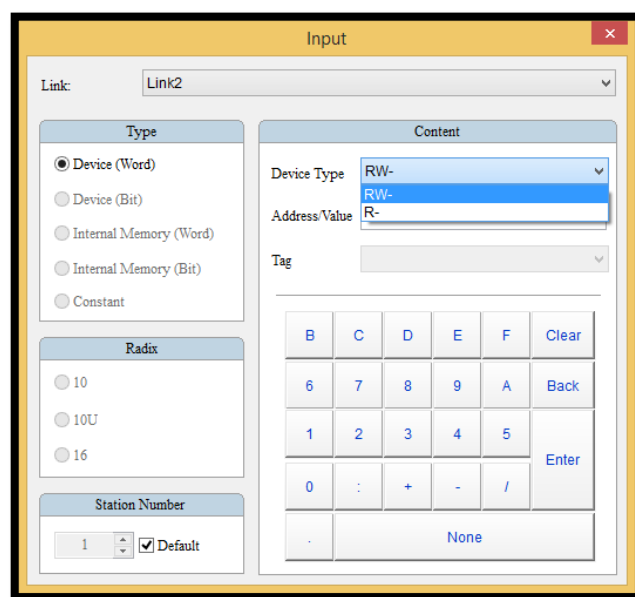 Input
Link: Link2
Type
Device (Word)
Device (Bit)
Internal Memory (Word)
Internal Memory (Bit)
Constant
Radix
10
10U
16
Station Number
1 Default
Content
Device Type RW-
RW-
R-
Address/Value
Tag
B C D E F Clear
6 7 8 9 A Back
1 2 3 4 5
Enter
0 : + - /
. None